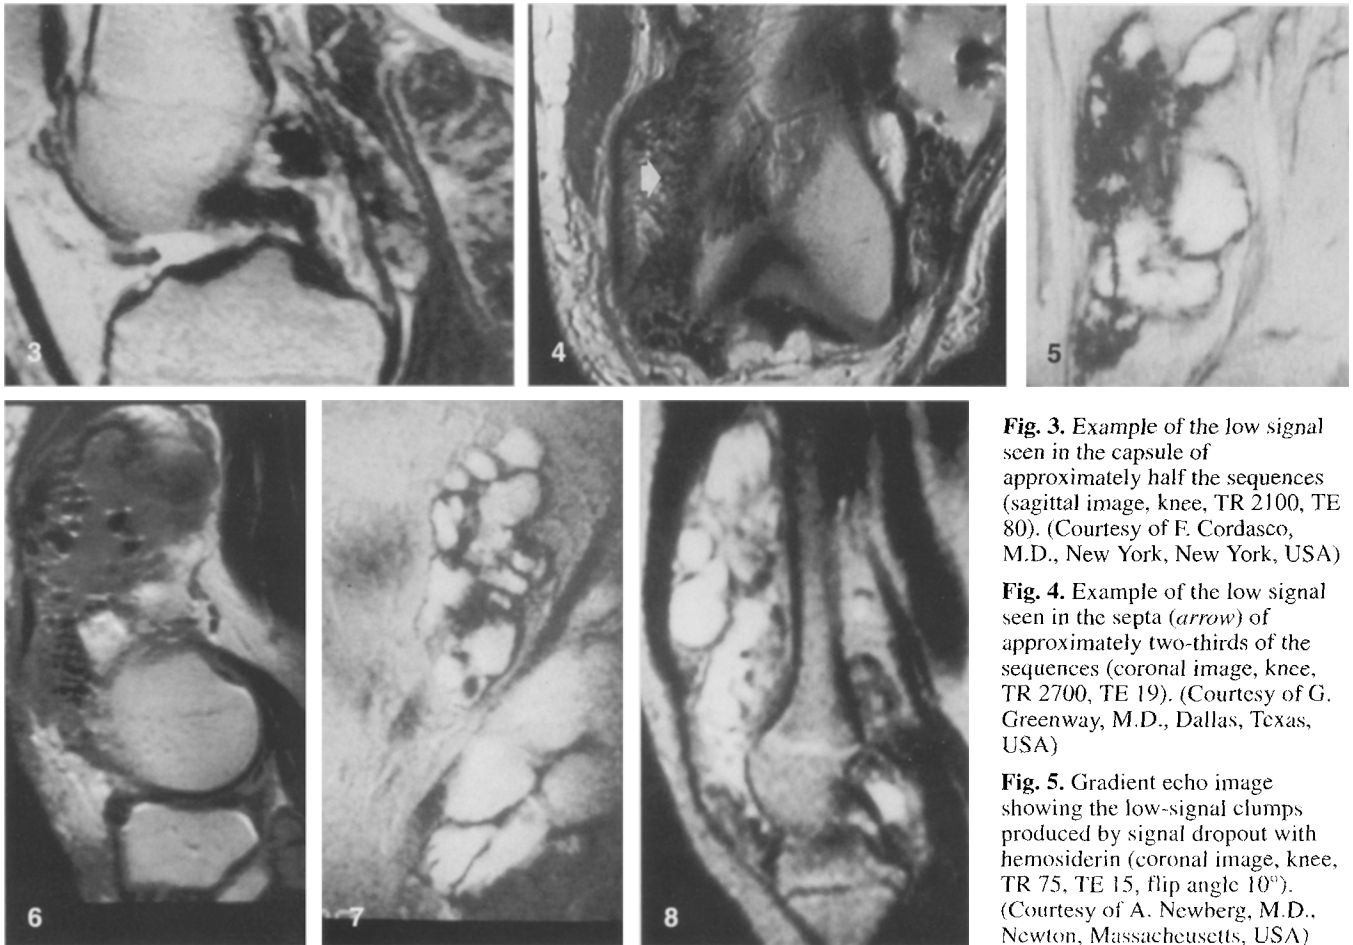 3
4
5
6
7
8
Fig. 3. Example of the low signal
seen in the capsule of
approximately half the sequences
(sagittal image, knee, TR 2100, TE
80). (Courtesy of F. Cordasco,
M.D., New York, New York, USA)
Fig. 4. Example of the low signal
seen in the septa (arrow) of
approximately two-thirds of the
sequences (coronal image, knee,
TR 2700, TE 19). (Courtesy of G.
Greenway, M.D., Dallas, Texas,
USA)
Fig. 5. Gradient echo image
showing the low-signal clumps
produced by signal dropout with
hemosiderin (coronal image, knee,
TR 75, TE 15, flip angle 10°).
(Courtesy of A. Newberg, M.D.,
Newton, Massacheusetts, USA)